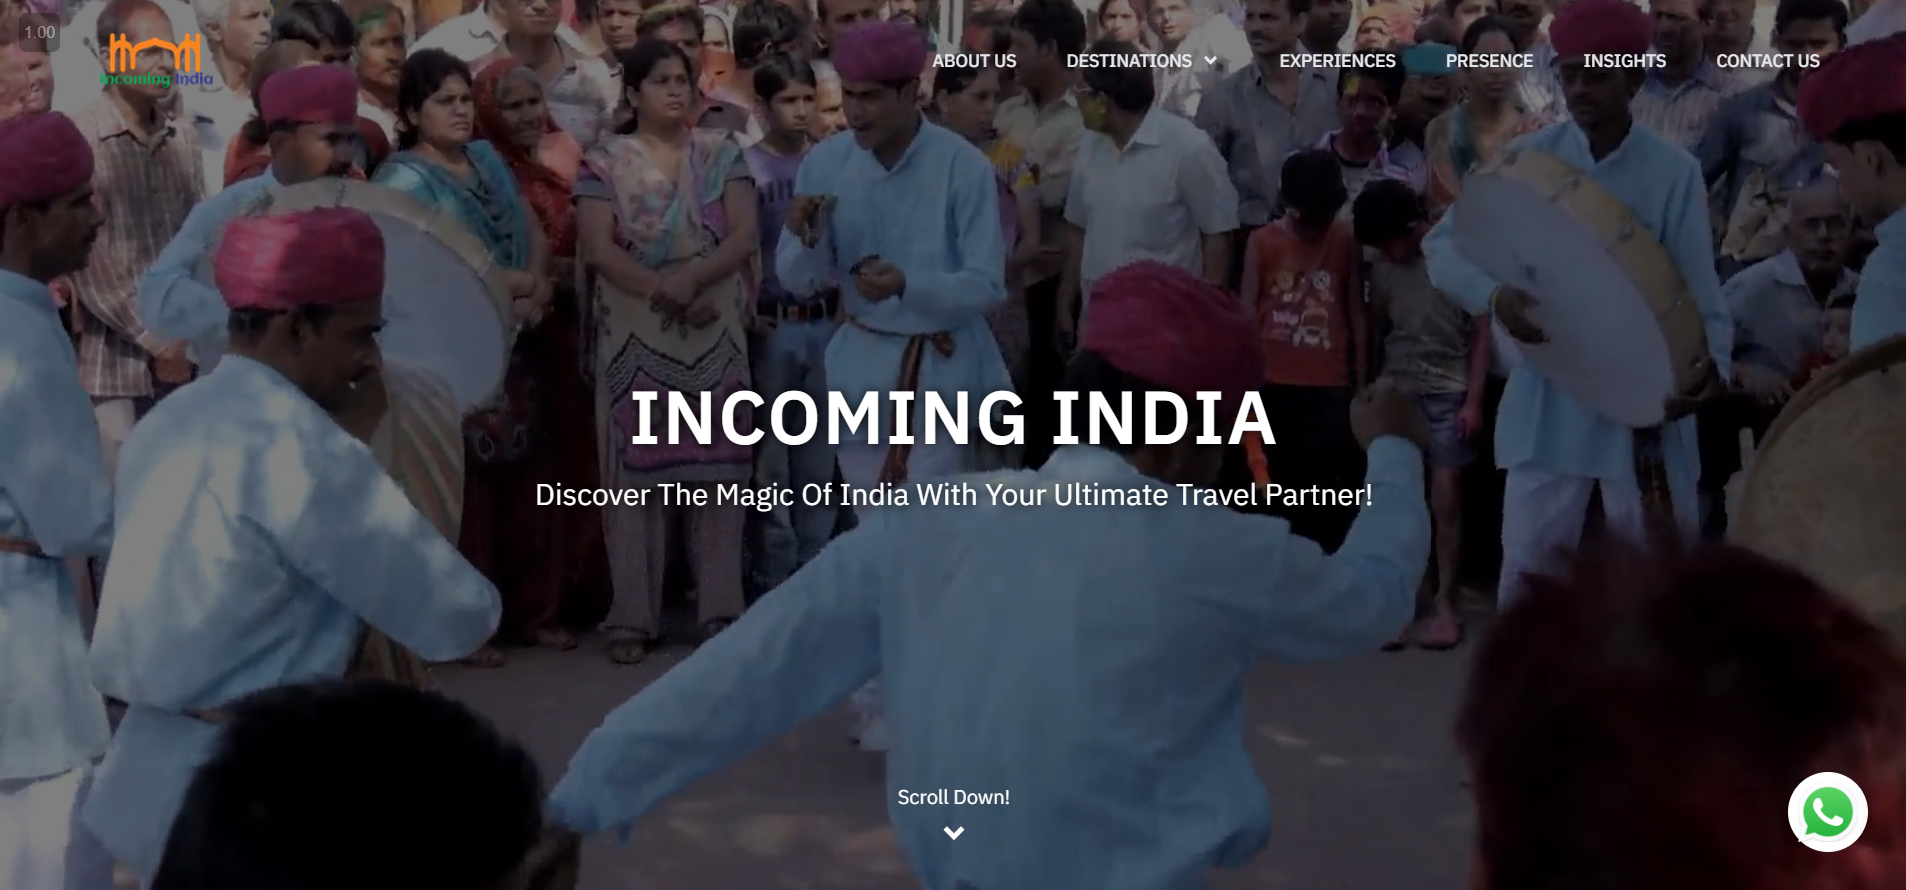 1.00
Incoming India
ABOUT US
DESTINATIONS
EXPERIENCES
PRESENCE
INSIGHTS
CONTACT US
INCOMING INDIA
Discover The Magic Of India With Your Ultimate Travel Partner!
Scroll Down!